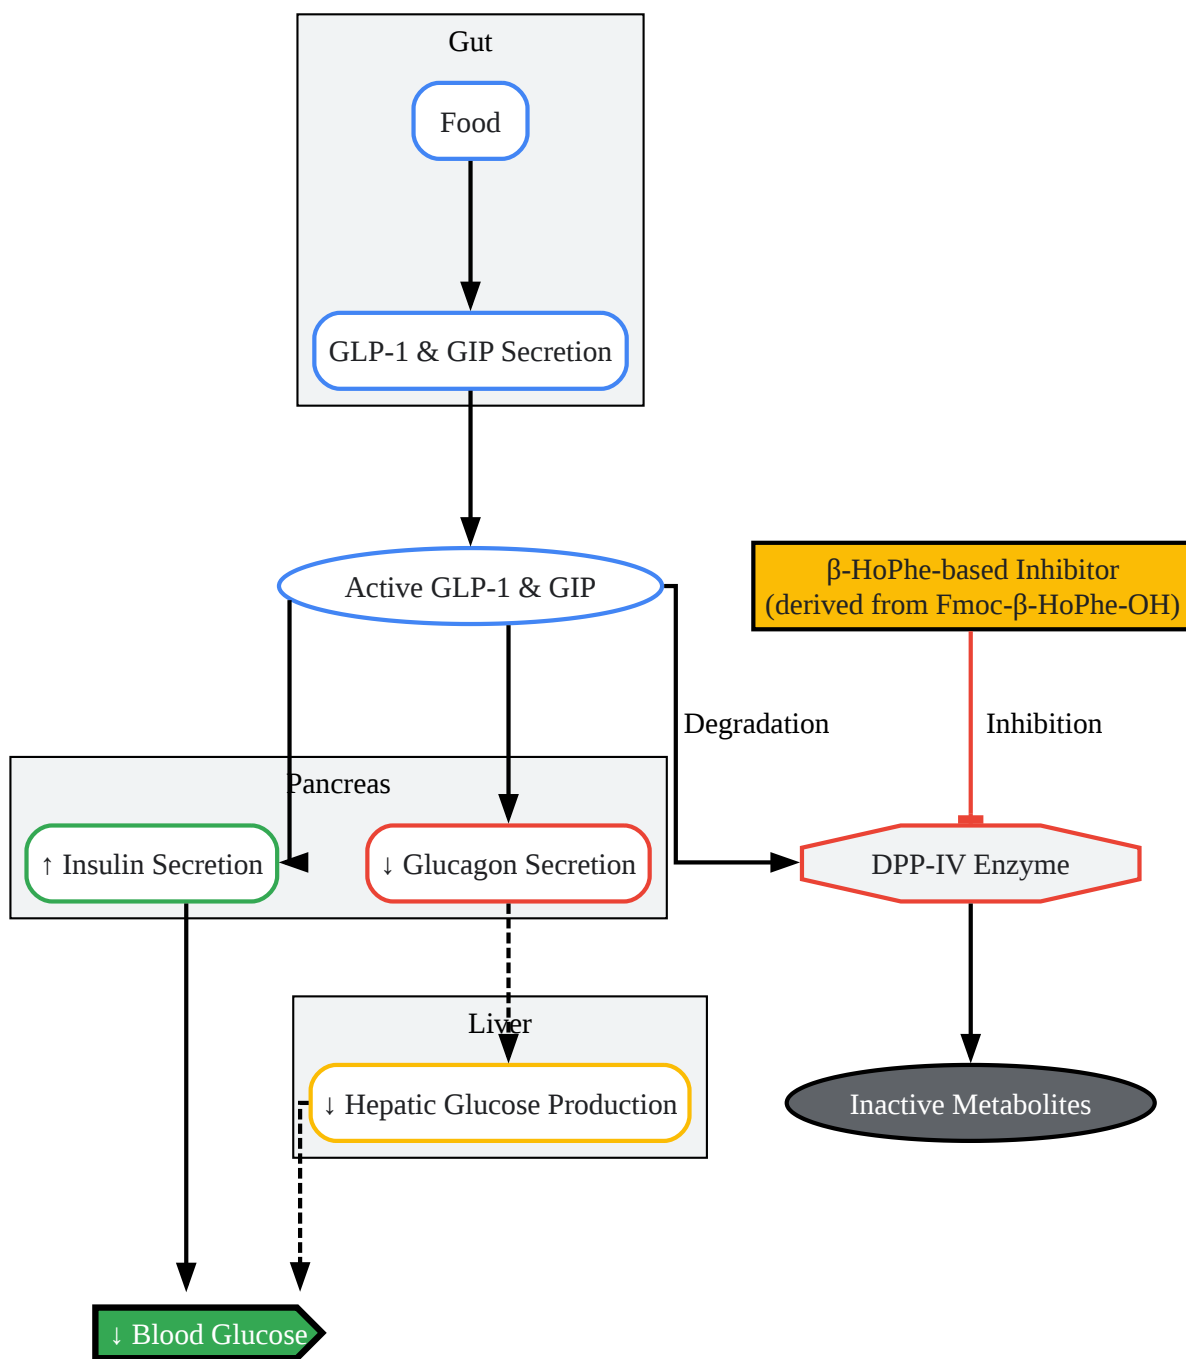 Gut
Food
GLP-1 & GIP Secretion
Active GLP-1 & GIP
β-HoPhe-based Inhibitor
(derived from Fmoc-β-HoPhe-OH)
Degradation
Inhibition
Pancreas
↑ Insulin Secretion
↓ Glucagon Secretion
DPP-IV Enzyme
Liver
↓ Hepatic Glucose Production
Inactive Metabolites
↓ Blood Glucose